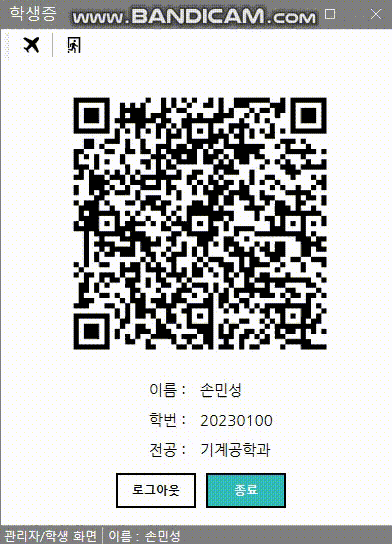 학생증
www.BANDICAM.com
이름 : 손민성
학번 : 20230100
전공 : 기계공학과
로그아웃 종료
관리자/학생 화면 이름 : 손민성